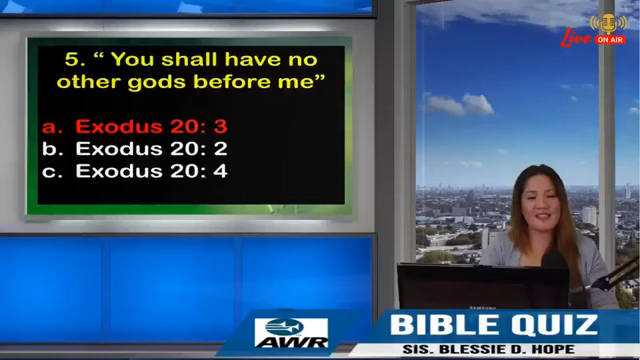 Live
ON AIR
5. “ You shall have no
other gods before me”
a. Exodus 20: 3
b. Exodus 20: 2
c. Exodus 20: 4
SAMSUNG
AWR
BIBLE QUIZ
SIS. BLESSIE D. HOPE